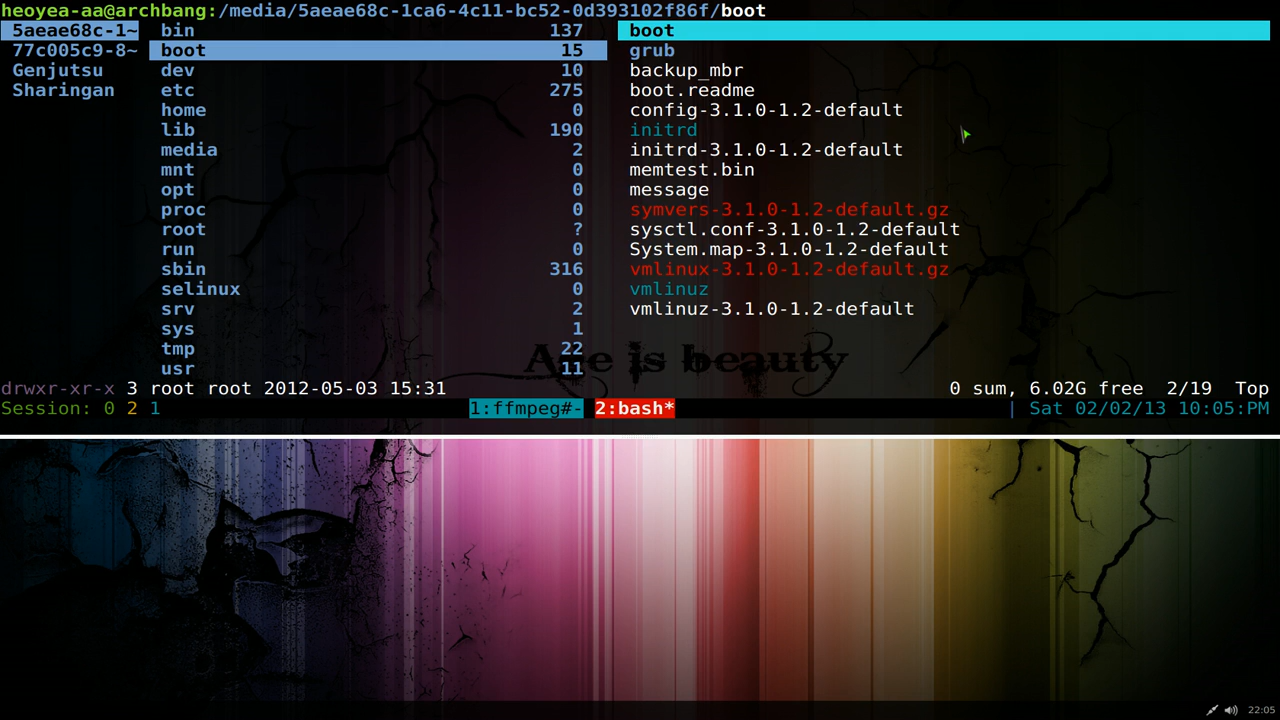 heoyea-aa@archbang:/media/5aeae68c-1ca6-4c11-bc52-0d393102f86f/boot
5aeae68c-1~ bin 137 boot
77c005c9-8~ boot 15 grub
Genjutsu dev 10 backup_mbr
Sharingan etc 275 boot.readme
home 0 config-3.1.0-1.2-default
lib 190 initrd
media 2 initrd-3.1.0-1.2-default
mnt 0 memtest.bin
opt 0 message
proc 0 symvers-3.1.0-1.2-default.gz
root ? sysctl.conf-3.1.0-1.2-default
run 0 System.map-3.1.0-1.2-default
sbin 316 vmlinux-3.1.0-1.2-default.gz
selinux 0 vmlinuz
srv 2 vmlinuz-3.1.0-1.2-default
sys 1
tmp 22
usr 11
is beauty
drwxr-xr-x 3 root root 2012-05-03 15:31 0 sum, 6.02G free 2/19 Top
Session: 0 2 1 1:ffmpeg#- 2:bash* | Sat 02/02/13 10:05:PM
22:05